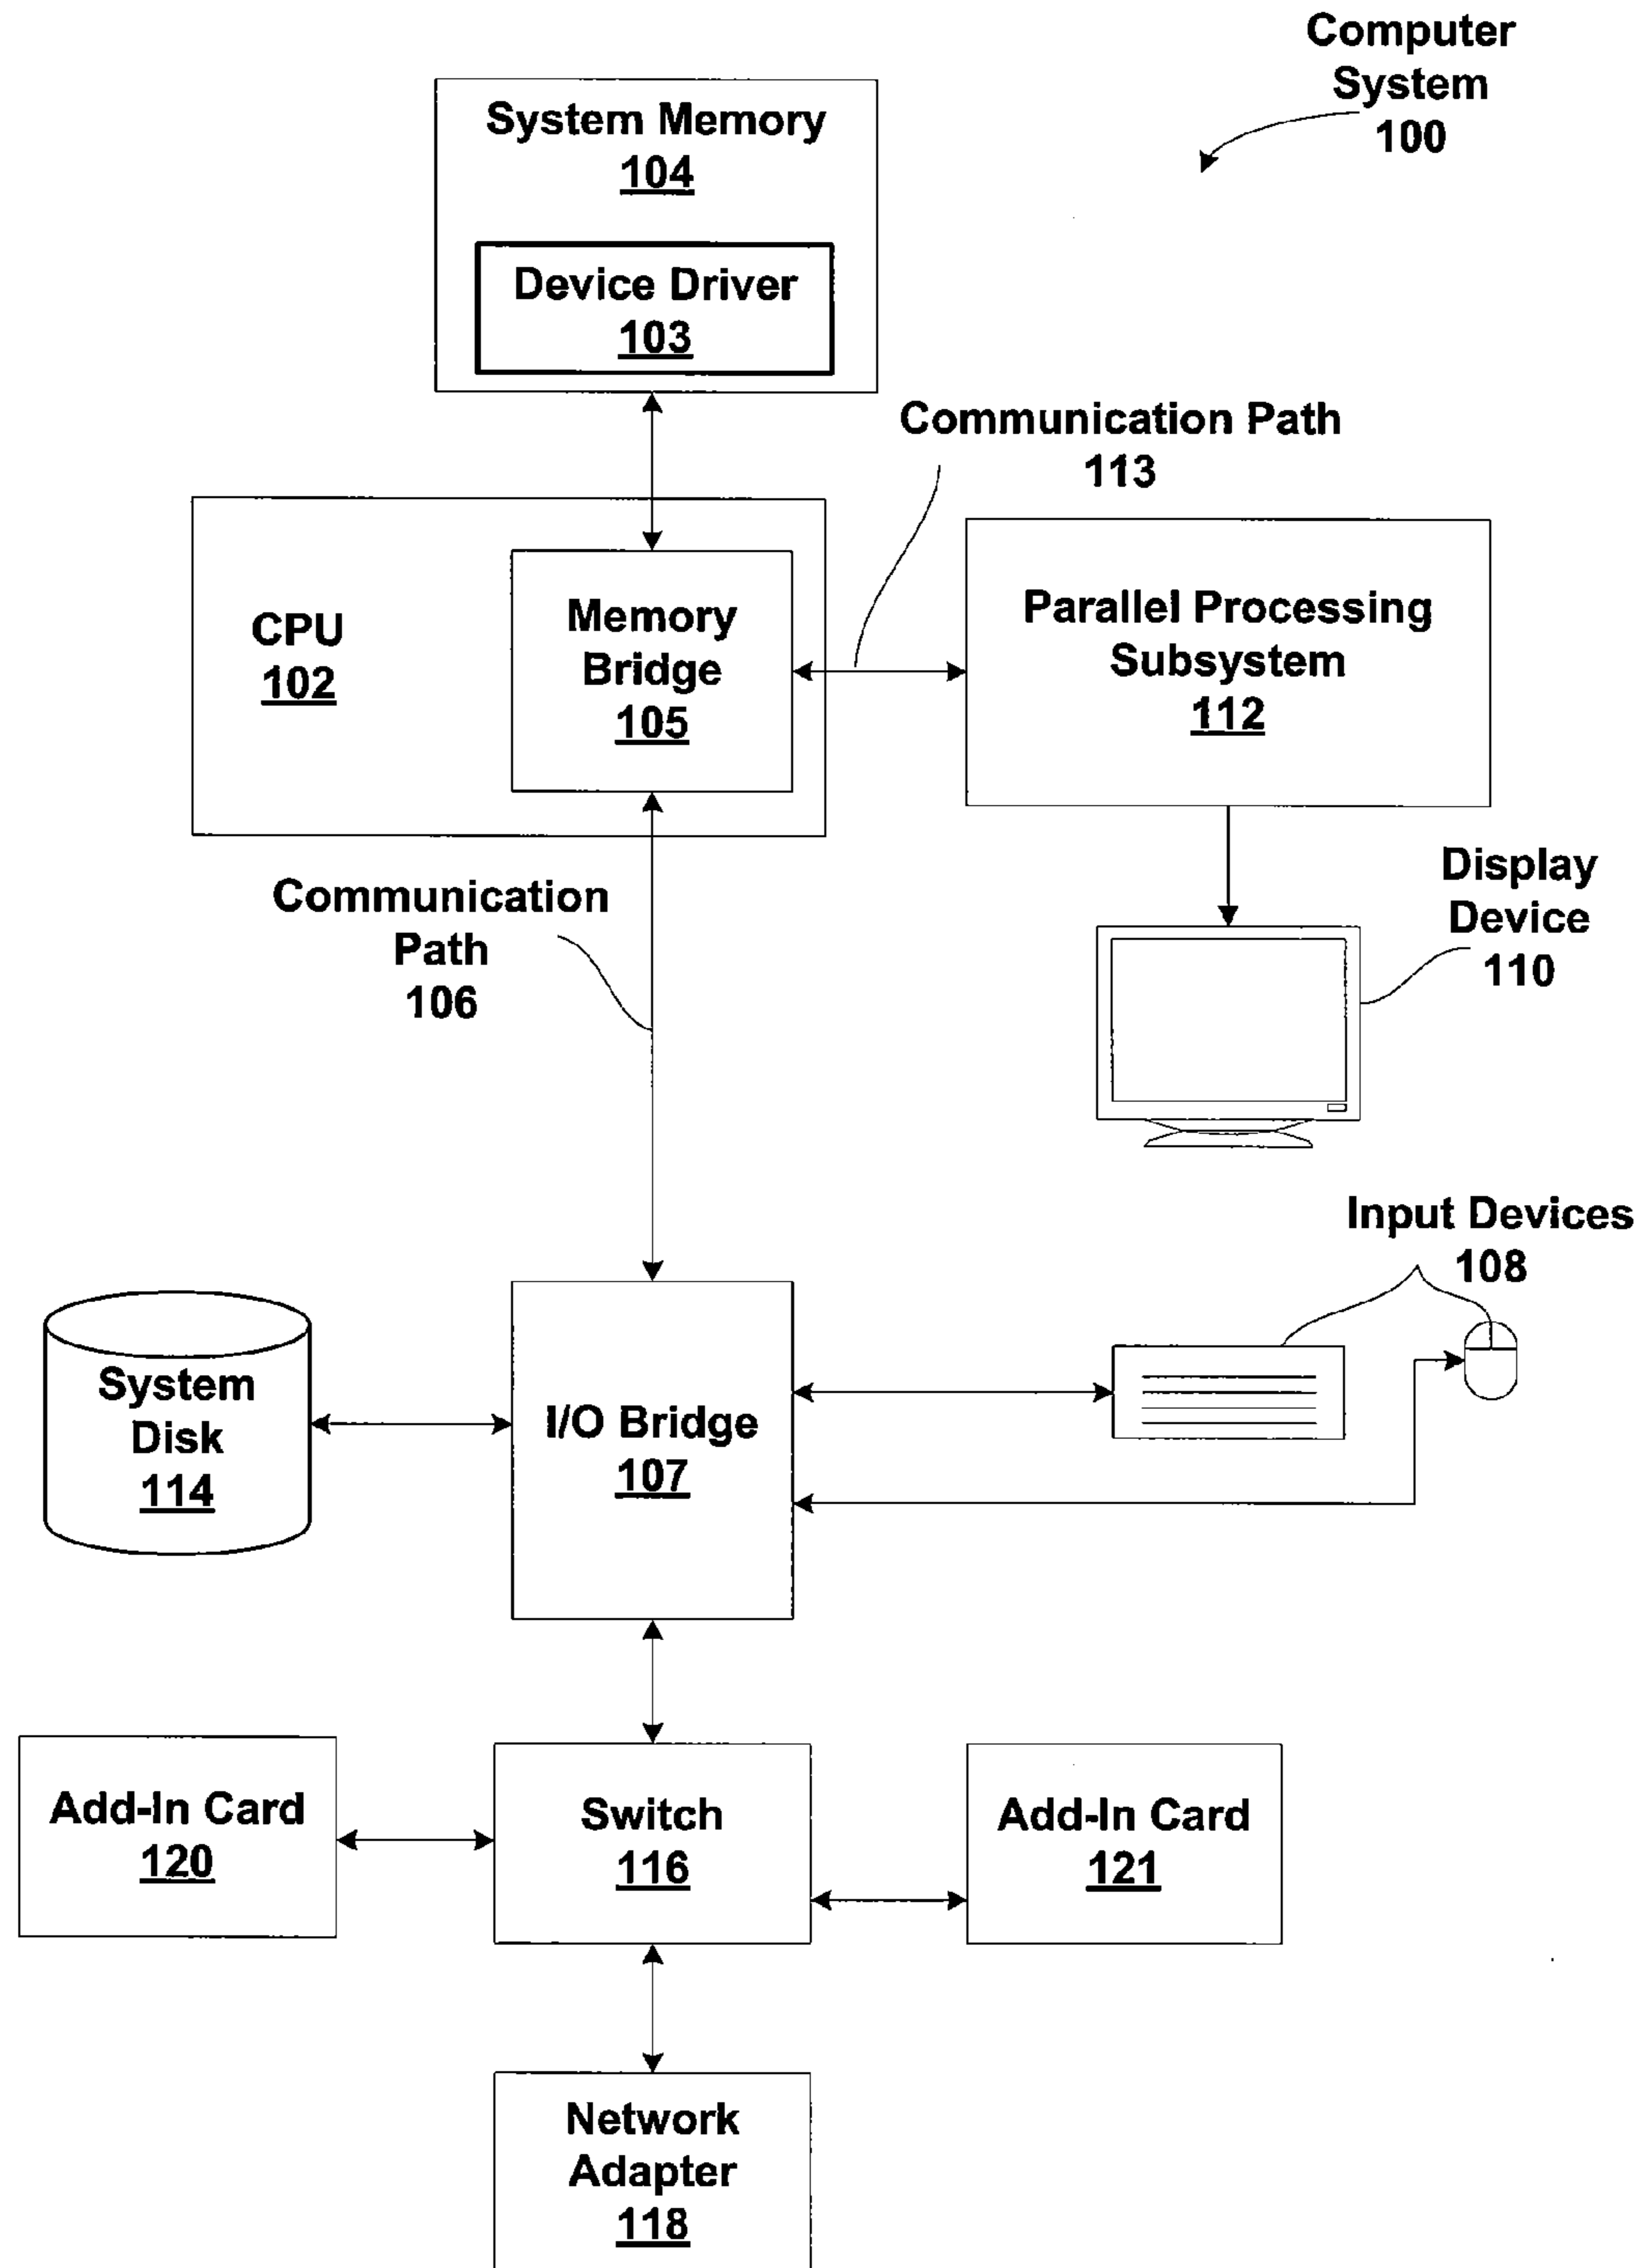 Computer
System
100
System Memory
104
Device Driver
103
Communication Path
113
CPU
102
Memory
Bridge
105
Parallel Processing
Subsystem
112
Communication
Path
106
Display
Device
110
Input Devices
108
System
Disk
114
I/O Bridge
107
Add-In Card
120
Switch
116
Add-In Card
121
Network
Adapter
118